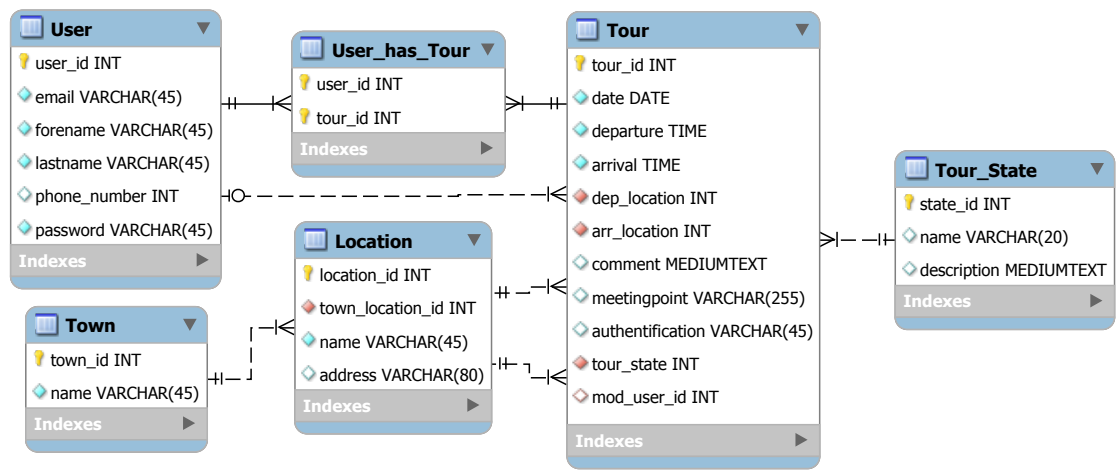 User
user_id INT
email VARCHAR(45)
forename VARCHAR(45)
lastname VARCHAR(45)
phone_number INT
password VARCHAR(45)
Indexes
User_has_Tour
user_id INT
tour_id INT
Indexes
Tour
tour_id INT
date DATE
departure TIME
arrival TIME
dep_location INT
arr_location INT
comment MEDIUMTEXT
meetingpoint VARCHAR(255)
authentification VARCHAR(45)
tour_state INT
mod_user_id INT
Indexes
Tour_State
state_id INT
name VARCHAR(20)
description MEDIUMTEXT
Indexes
Location
location_id INT
town_location_id INT
name VARCHAR(45)
address VARCHAR(80)
Indexes
Town
town_id INT
name VARCHAR(45)
Indexes